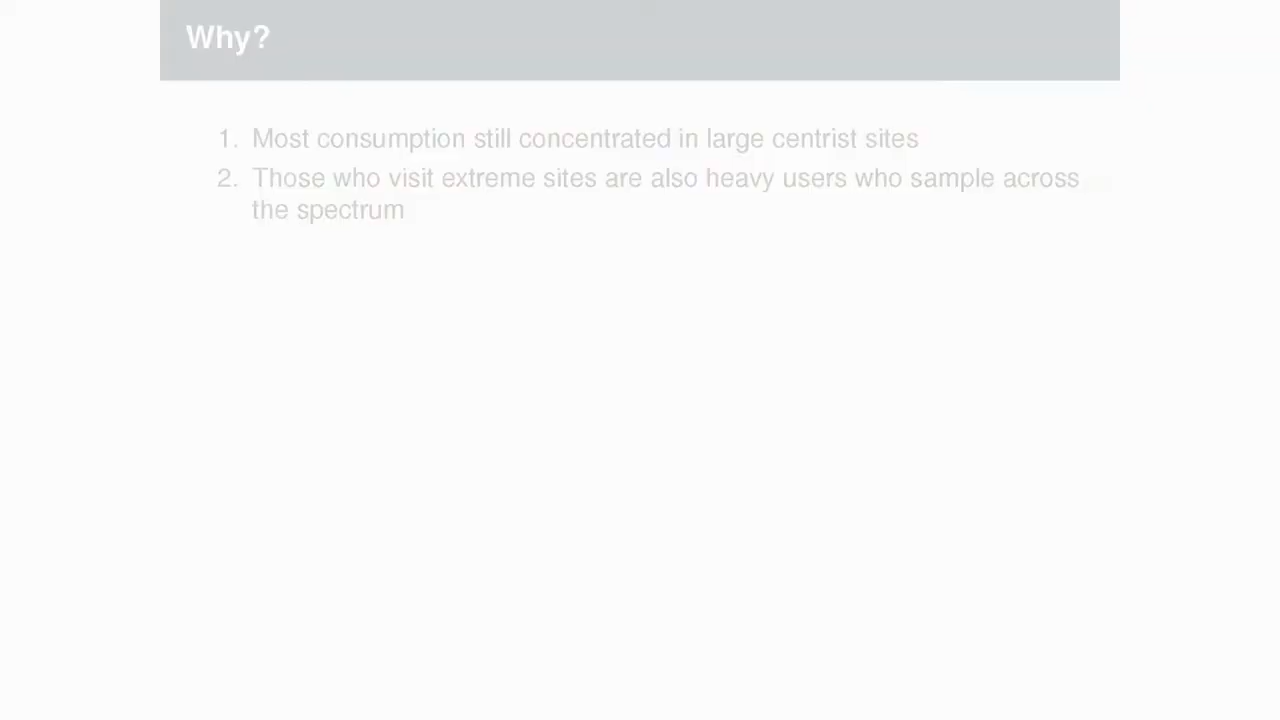 Why?
1. Most consumption still concentrated in large centrist sites
2. Those who visit extreme sites are also heavy users who sample across
the spectrum